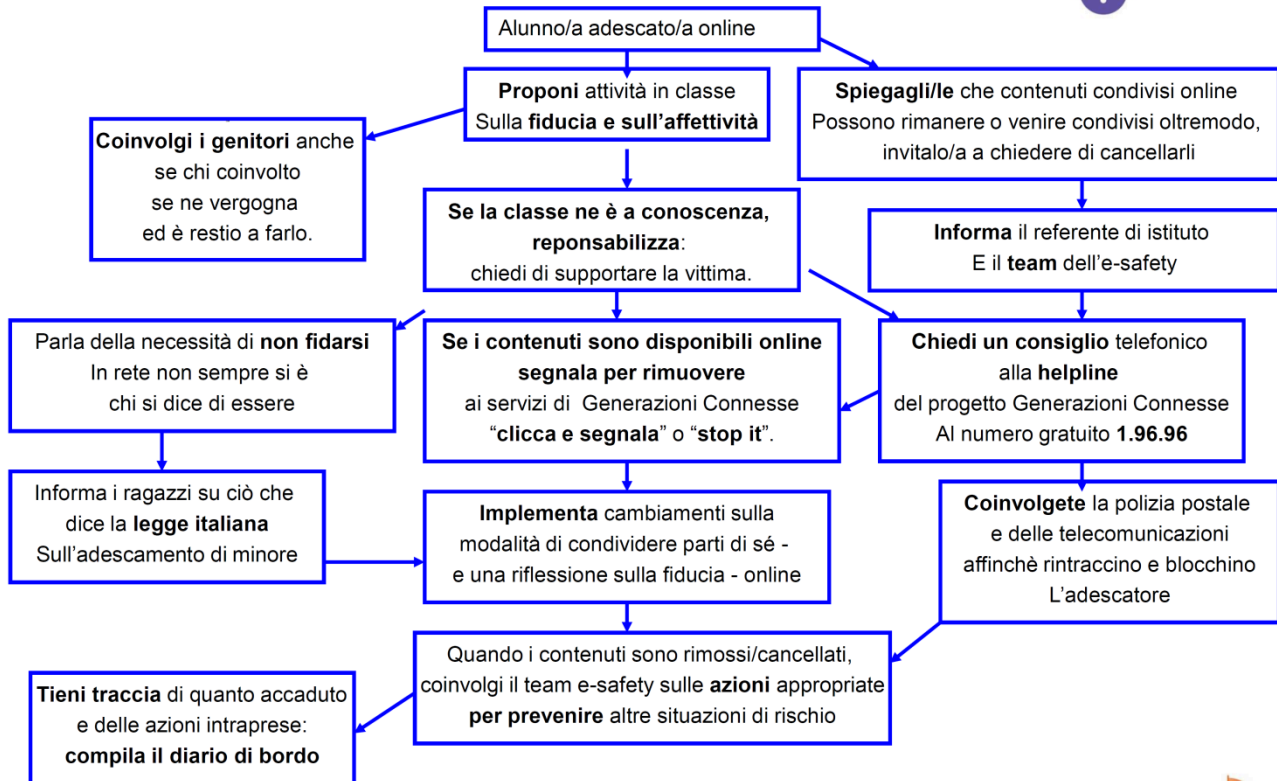 Alunno/a adescato/a online
Proponi attività in classe
Sulla fiducia e sull'affettività
Spiegagli/le che contenuti condivisi online
Possono rimanere o venire condivisi oltremodo,
invitalo/a a chiedere di cancellarli
Coinvolgi i genitori anche
se chi coinvolto
se ne vergogna
ed è restio a farlo.
Se la classe ne è a conoscenza,
reponsabilizza:
chiedi di supportare la vittima.
Informa il referente di istituto
E il team dell'e-safety
Parla della necessità di non fidarsi
In rete non sempre si è
chi si dice di essere
Se i contenuti sono disponibili online
segnala per rimuovere
ai servizi di Generazioni Connesse
“clicca e segnala” o “stop it”.
Chiedi un consiglio telefonico
alla helpline
del progetto Generazioni Connesse
Al numero gratuito 1.96.96
Informa i ragazzi su ciò che
dice la legge italiana
Sull'adescamento di minore
Implementa cambiamenti sulla
modalità di condividere parti di sé -
e una riflessione sulla fiducia - online
Coinvolgete la polizia postale
e delle telecomunicazioni
affinchè rintraccino e blocchino
L'adescatore
Quando i contenuti sono rimossi/cancellati,
coinvolgi il team e-safety sulle azioni appropriate
per prevenire altre situazioni di rischio
Tieni traccia di quanto accaduto
e delle azioni intraprese:
compila il diario di bordo